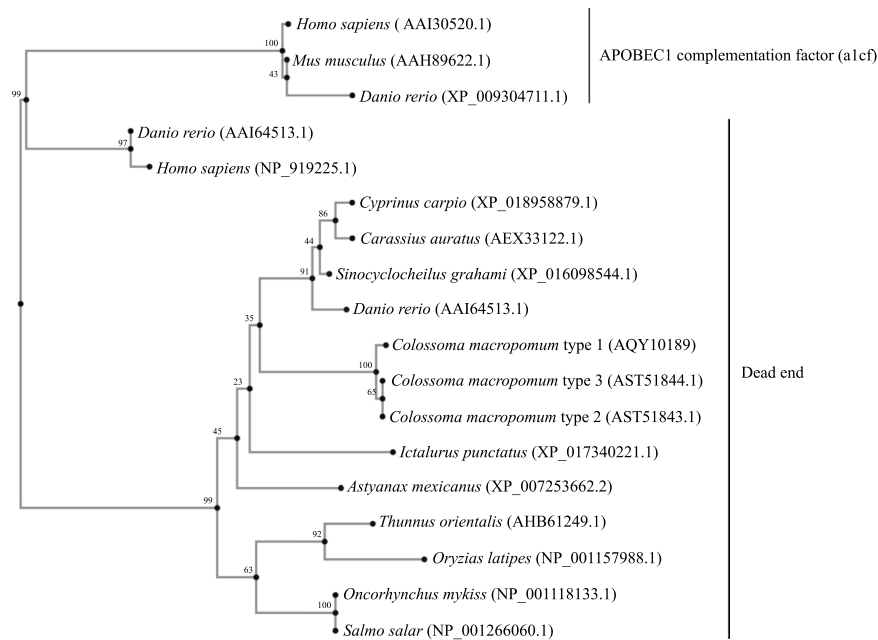 Homo sapiens ( AAI30520.1)
100
APOBEC1 complementation factor (a1cf)
Mus musculus (AAH89622.1)
43
99
Danio rerio (XP_009304711.1)
Danio rerio (AAI64513.1)
97
Homo sapiens (NP_919225.1)
Cyprinus carpio (XP_018958879.1)
86
Carassius auratus (AEX33122.1)
44
91
Sinocyclocheilus grahami (XP_016098544.1)
Danio rerio (AAI64513.1)
35
Colossoma macropomum type 1 (AQY10189)
100
Dead end
Colossoma macropomum type 3 (AST51844.1)
23
65
Colossoma macropomum type 2 (AST51843.1)
45
Ictalurus punctatus (XP_017340221.1)
Astyanax mexicanus (XP_007253662.2)
99
Thunnus orientalis (AHB61249.1)
92
Oryzias latipes (NP_001157988.1)
63
Oncorhynchus mykiss (NP_001118133.1)
100
Salmo salar (NP_001266060.1)